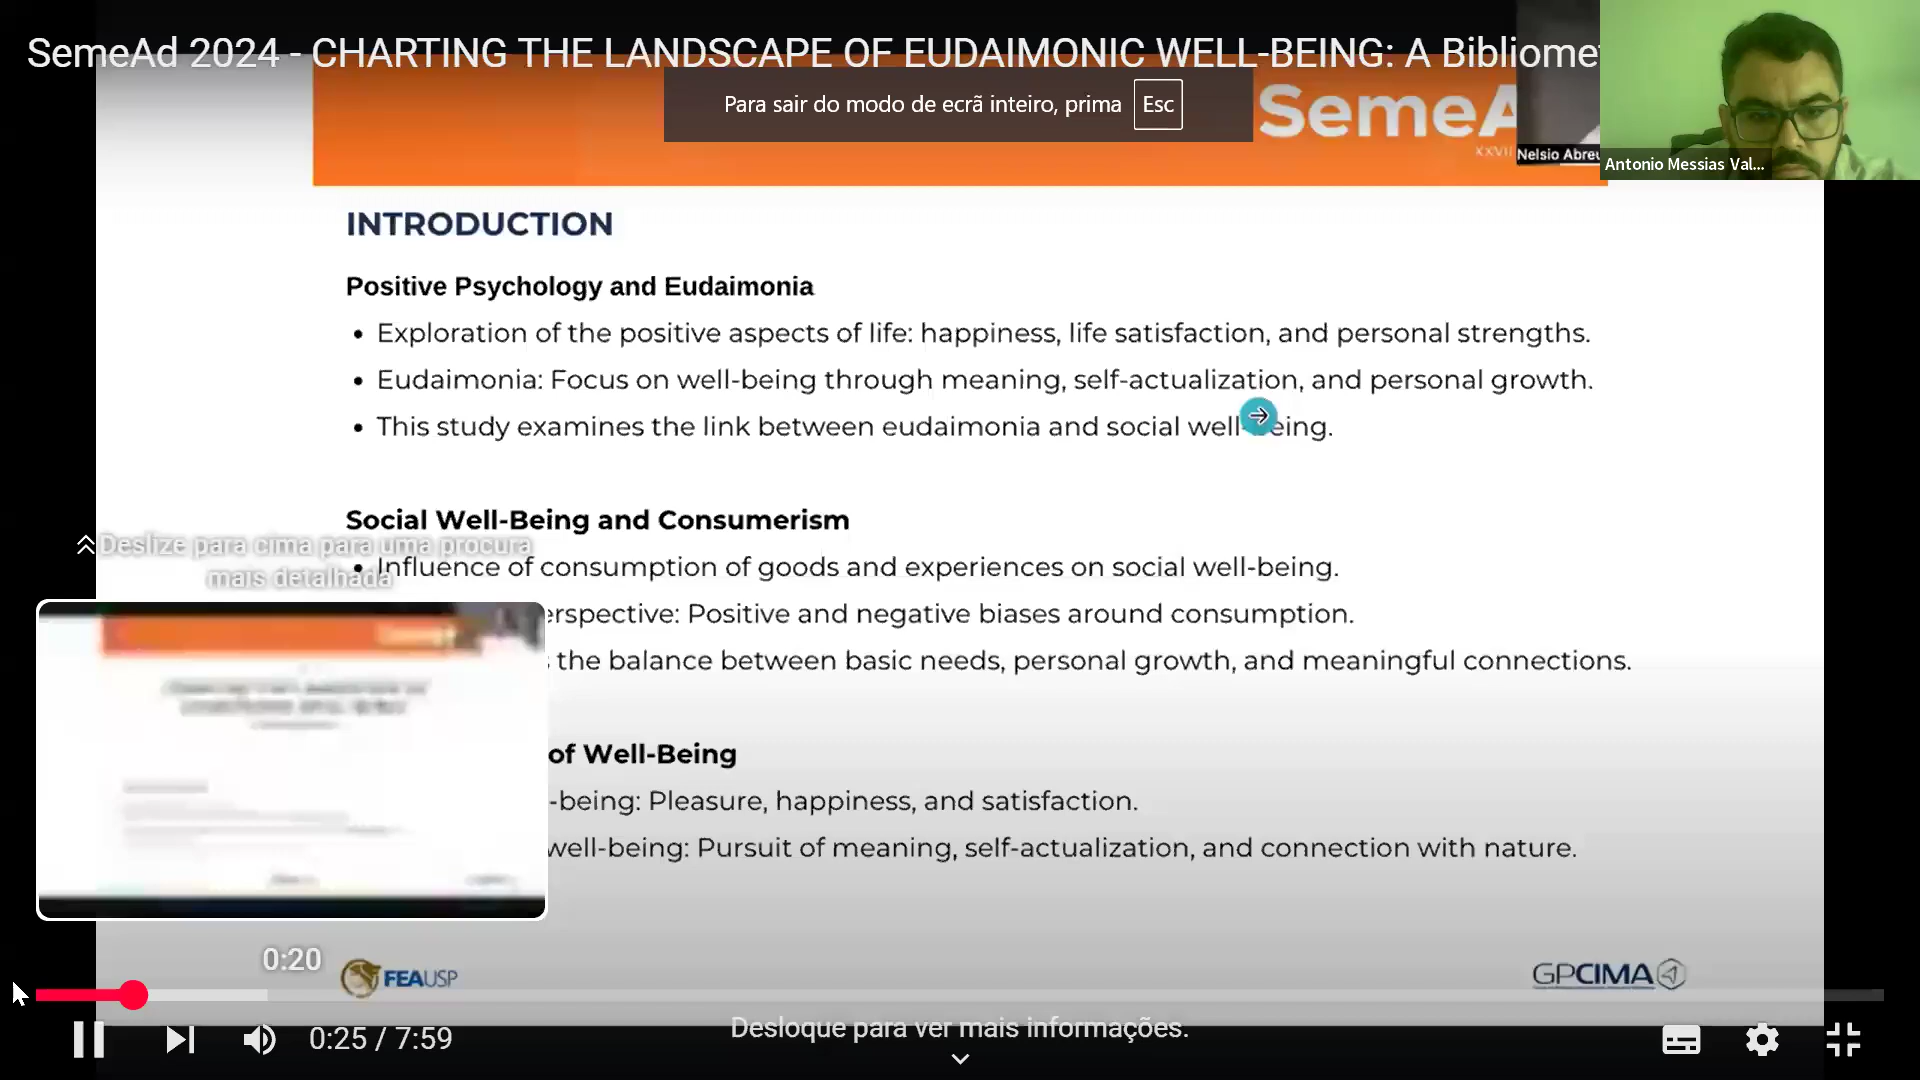 SemeAd 2024 - CHARTING THE LANDSCAPE OF EUDAIMONIC WELL-BEING: A Bibliome
Para sair do modo de ecrã inteiro, prima Esc
SemeA
XXVII
Nelsio Abreu
Antonio Messias Val...
INTRODUCTION
Positive Psychology and Eudaimonia
• Exploration of the positive aspects of life: happiness, life satisfaction, and personal strengths.
• Eudaimonia: Focus on well-being through meaning, self-actualization, and personal growth.
• This study examines the link between eudaimonia and social well-being.
Social Well-Being and Consumerism
Deslize para cima para uma procura
mais detalhada
• Influence of consumption of goods and experiences on social well-being.
erspective: Positive and negative biases around consumption.
the balance between basic needs, personal growth, and meaningful connections.
of Well-Being
-being: Pleasure, happiness, and satisfaction.
well-being: Pursuit of meaning, self-actualization, and connection with nature.
0:20
FEAUSP
GPCIMA
0:25 / 7:59
Desloque para ver mais informações.